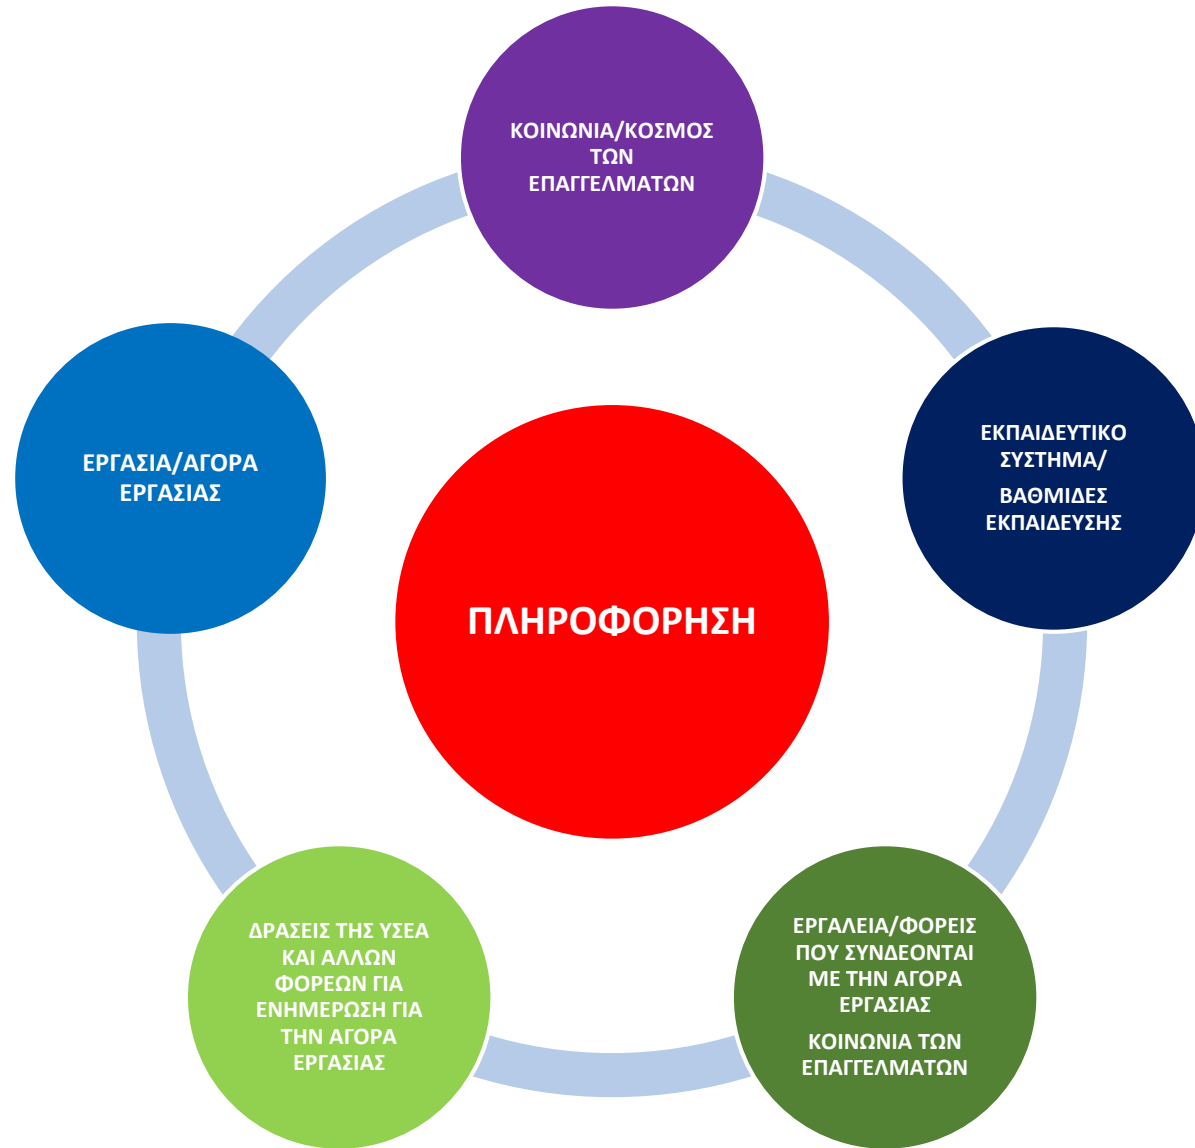 ΚΟΙΝΩΝΙΑ/ΚΟΣΜΟΣ
ΤΩΝ
ΕΠΑΓΓΕΛΜΑΤΩΝ
ΕΚΠΑΙΔΕΥΤΙΚΟ
ΣΥΣΤΗΜΑ/
ΒΑΘΜΙΔΕΣ
ΕΚΠΑΙΔΕΥΣΗΣ
ΕΡΓΑΣΙΑ/ΑΓΟΡΑ
ΕΡΓΑΣΙΑΣ
ΠΛΗΡΟΦΟΡΗΣΗ
ΕΡΓΑΛΕΙΑ/ΦΟΡΕΙΣ
ΠΟΥ ΣΥΝΔΕΟΝΤΑΙ
ΜΕ ΤΗΝ ΑΓΟΡΑ
ΕΡΓΑΣΙΑΣ
ΚΟΙΝΩΝΙΑ ΤΩΝ
ΕΠΑΓΓΕΛΜΑΤΩΝ
ΔΡΑΣΕΙΣ ΤΗΣ ΥΣΕΑ
ΚΑΙ ΑΛΛΩΝ
ΦΟΡΕΩΝ ΓΙΑ
ΕΝΗΜΕΡΩΣΗ ΓΙΑ
ΤΗΝ ΑΓΟΡΑ
ΕΡΓΑΣΙΑΣ